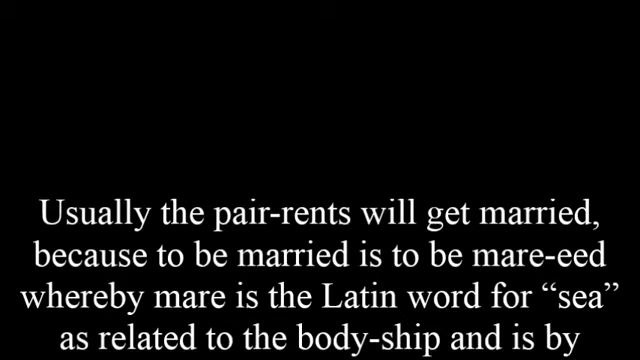 Usually the pair-rents will get married,
because to be married is to be mare-eed
whereby mare is the Latin word for “sea”
as related to the body-ship and is by